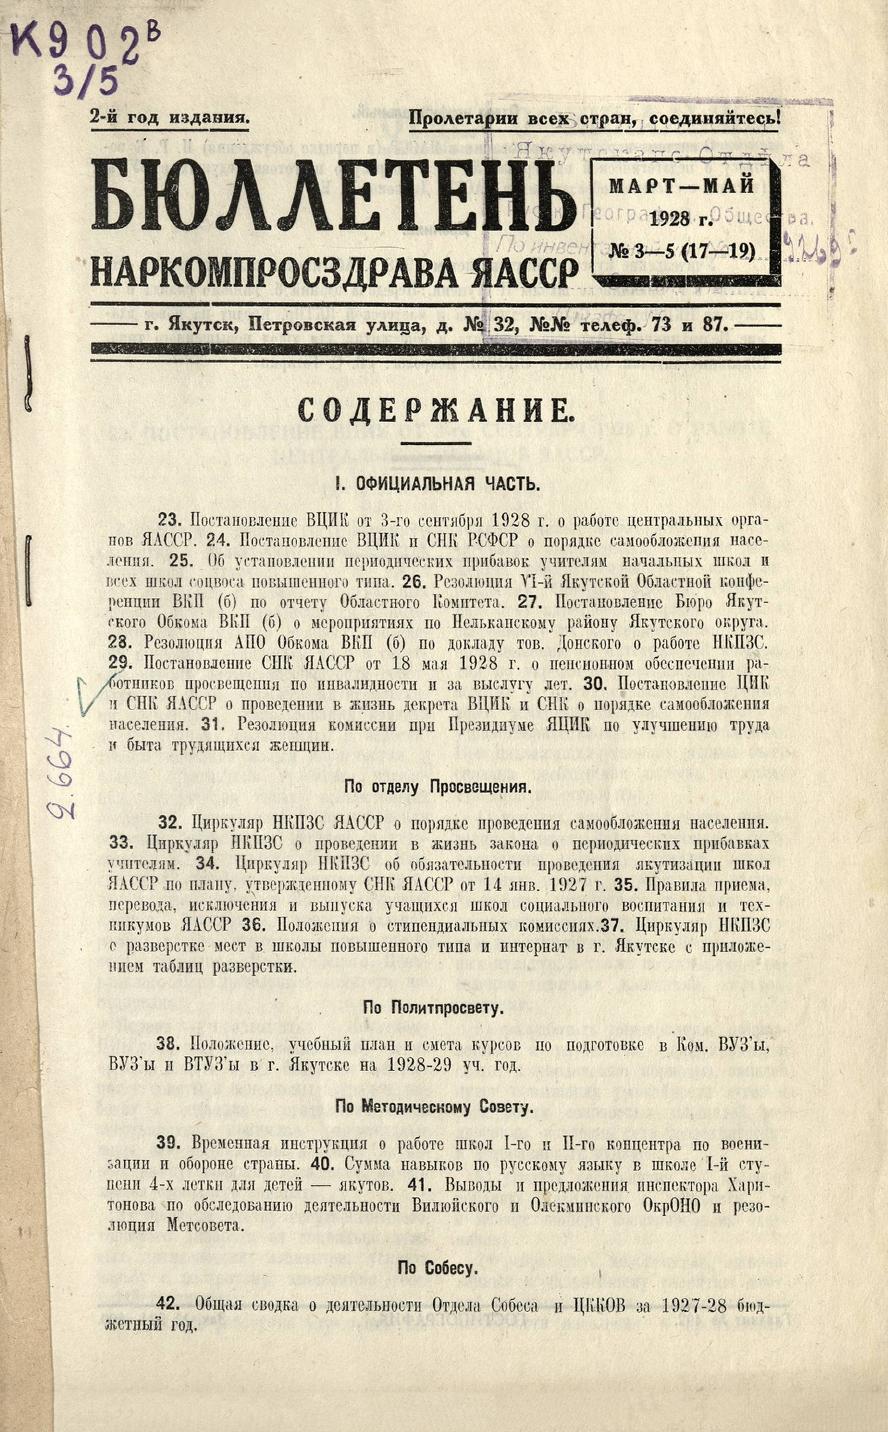 К902В
3/5
2-й год издания.
Пролетарии всех стран, соединяйтесь!
БЮЛЛЕТЕНЬ
НАРКОМПРОСЗДРАВА ЯАССР
МАРТ—МАЙ
1928 г.
№ 3—5 (17—19)
г. Якутск, Петровская улица, д. № 32, №№ телеф. 73 и 87.
СОДЕРЖАНИЕ.
I. ОФИЦИАЛЬНАЯ ЧАСТЬ.
23. Постановление ВЦИК от 3-го сентября 1928 г. о работе центральных орга-
нов ЯАССР. 24. Постановление ВЦИК и СНК РСФСР о порядке самообложения насе-
ления. 25. Об установлении периодических прибавок учителям начальных школ и
всех школ соцвоса повышенного типа. 26. Резолюция VI-й Якутской Областной конфе-
ренции ВКП (б) по отчету Областного Комитета. 27. Постановление Бюро Якут-
ского Обкома ВКП (б) о мероприятиях по Нельканскому району Якутского округа.
28. Резолюция АПО Обкома ВКП (б) по докладу тов. Донского о работе НКПЗС.
29. Постановление СНК ЯАССР от 18 мая 1928 г. о пенсионном обеспечении ра-
ботников просвещения по инвалидности и за выслугу лет. 30. Постановление ЦИК
и СНК ЯАССР о проведении в жизнь декрета ВЦИК и СНК о порядке самообложения
населения. 31. Резолюция комиссии при Президиуме ЯЦИК по улучшению труда
и быта трудящихся женщин.
2.664
По отделу Просвещения.
32. Циркуляр НКПЗС ЯАССР о порядке проведения самообложения населения.
33. Циркуляр НКПЗС о проведении в жизнь закона о периодических прибавках
учителям. 34. Циркуляр НКПЗС об обязательности проведения якутизации школ
ЯАССР по плану, утвержденному СНК ЯАССР от 14 янв. 1927 г. 35. Правила приема,
перевода, исключения и выпуска учащихся школ социального воспитания и тех-
никумов ЯАССР 36. Положения о стипендиальных комиссиях.37. Циркуляр НКПЗС
о разверстке мест в школы повышенного типа и интернат в г. Якутске с приложе-
нием таблиц разверстки.
По Политпросвету.
38. Положение, учебный план и смета курсов по подготовке в Ком. ВУЗ'ы,
ВУЗ'ы и ВТУЗ'ы в г. Якутске на 1928-29 уч. год.
По Методическому Совету.
39. Временная инструкция о работе школ I-го и II-го концентра по воени-
зации и обороне страны. 40. Сумма навыков по русскому языку в школе I-й сту-
пени 4-х летки для детей — якутов. 41. Выводы и предложения инспектора Хари-
тонова по обследованию деятельности Вилюйского и Олекминского ОкрОНО и резо-
люция Метсовета.
По Собесу.
42. Общая сводка о деятельности Отдела Собеса и ЦККОВ за 1927-28 бюд-
жетный год.